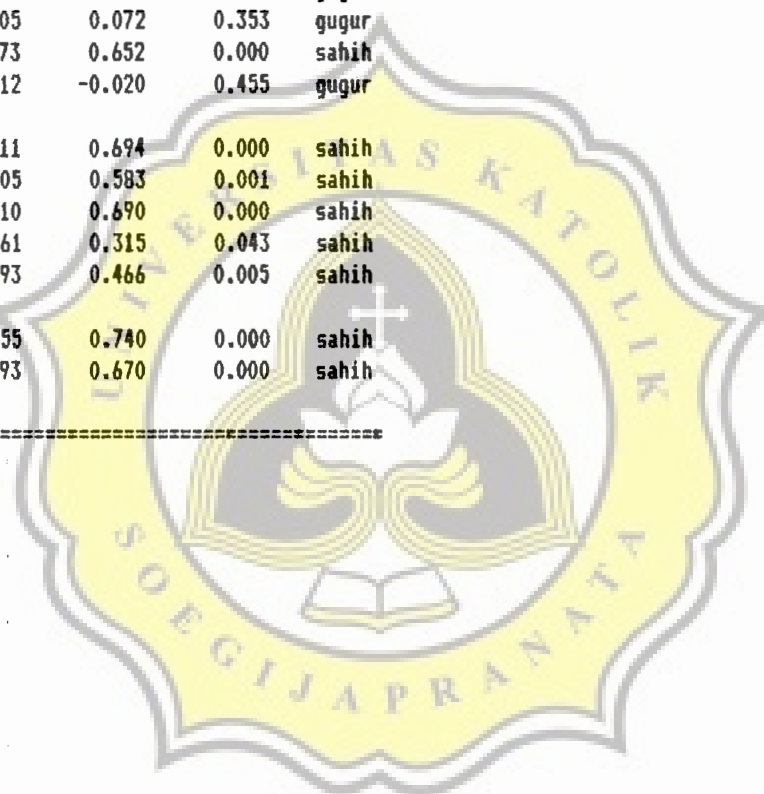 05 0.072 0.353 gugur
73 0.652 0.000 sahih
12 -0.020 0.455 gugur
11 0.694 0.000 sahih
05 0.583 0.001 sahih
10 0.690 0.000 sahih
61 0.315 0.043 sahih
93 0.466 0.005 sahih
55 0.740 0.000 sahih
93 0.670 0.000 sahih
==================================
UNIVERSITAS KATOLIK
SOEGIJAPRANATA